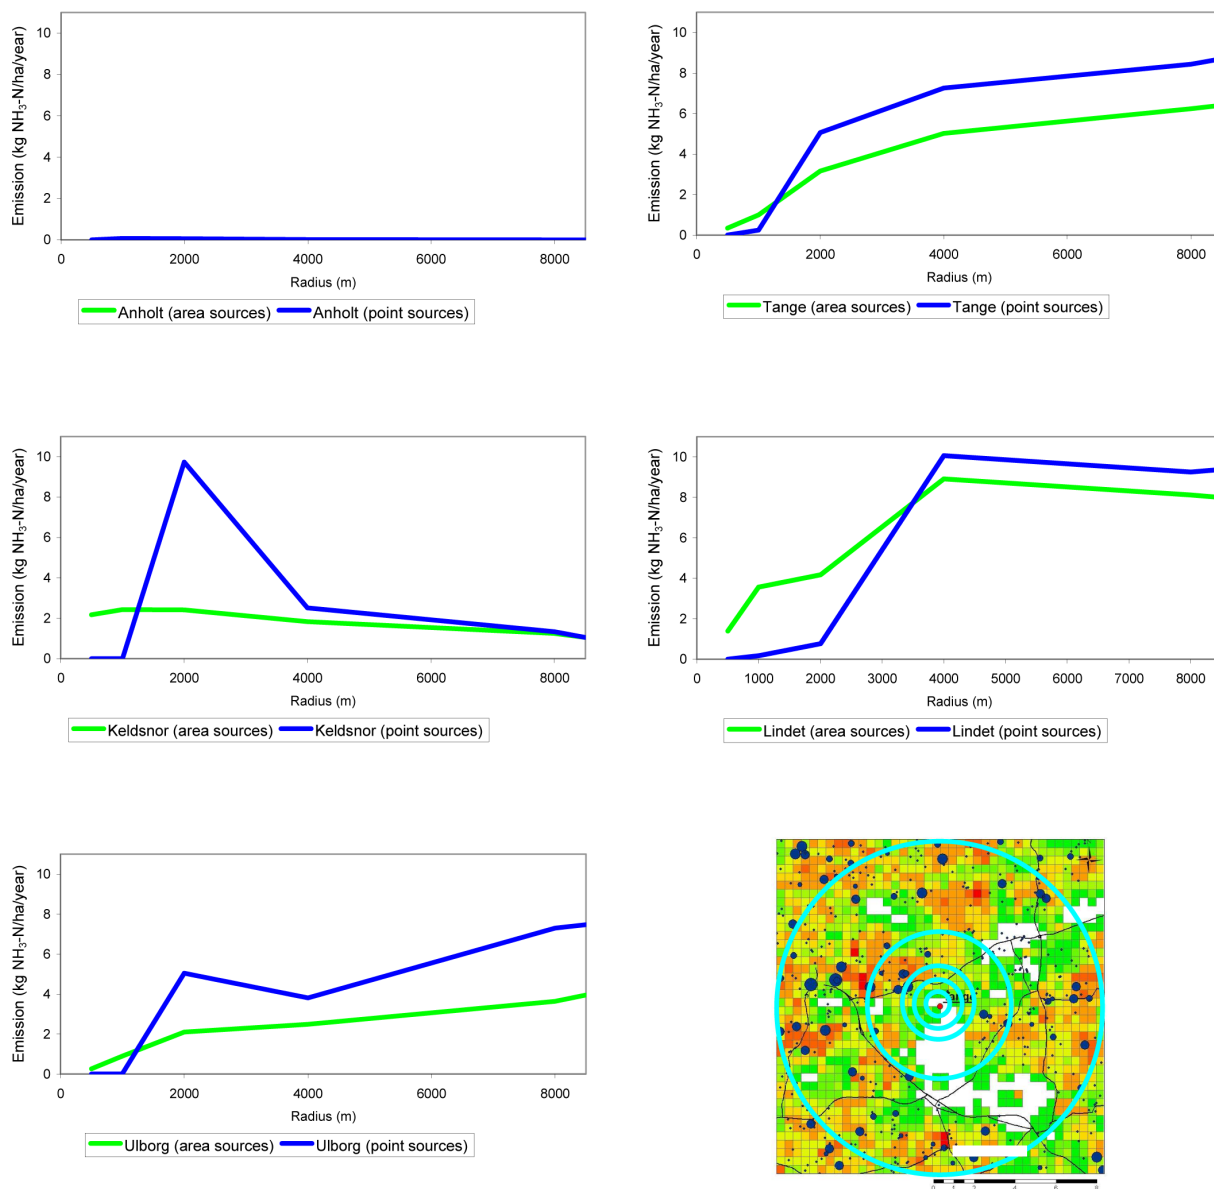 Emission (kg NH3-N/ha/year)
10
8
6
4
2
0
0 2000 4000 6000 8000
Radius (m)
Anholt (area sources) Anholt (point sources)
Emission (kg NH3-N/ha/year)
10
8
6
4
2
0
0 2000 4000 6000 8000
Radius (m)
Tange (area sources) Tange (point sources)
Emission (kg NH3-N/ha/year)
10
8
6
4
2
0
0 2000 4000 6000 8000
Radius (m)
Keldsnor (area sources) Keldsnor (point sources)
Emission (kg NH3-N/ha/year)
10
8
6
4
2
0
0 1000 2000 3000 4000 5000 6000 7000 8000
Radius (m)
Lindet (area sources) Lindet (point sources)
Emission (kg NH3-N/ha/year)
10
8
6
4
2
0
0 2000 4000 6000 8000
Radius (m)
Ulborg (area sources) Ulborg (point sources)
0 1 2 4 6 8